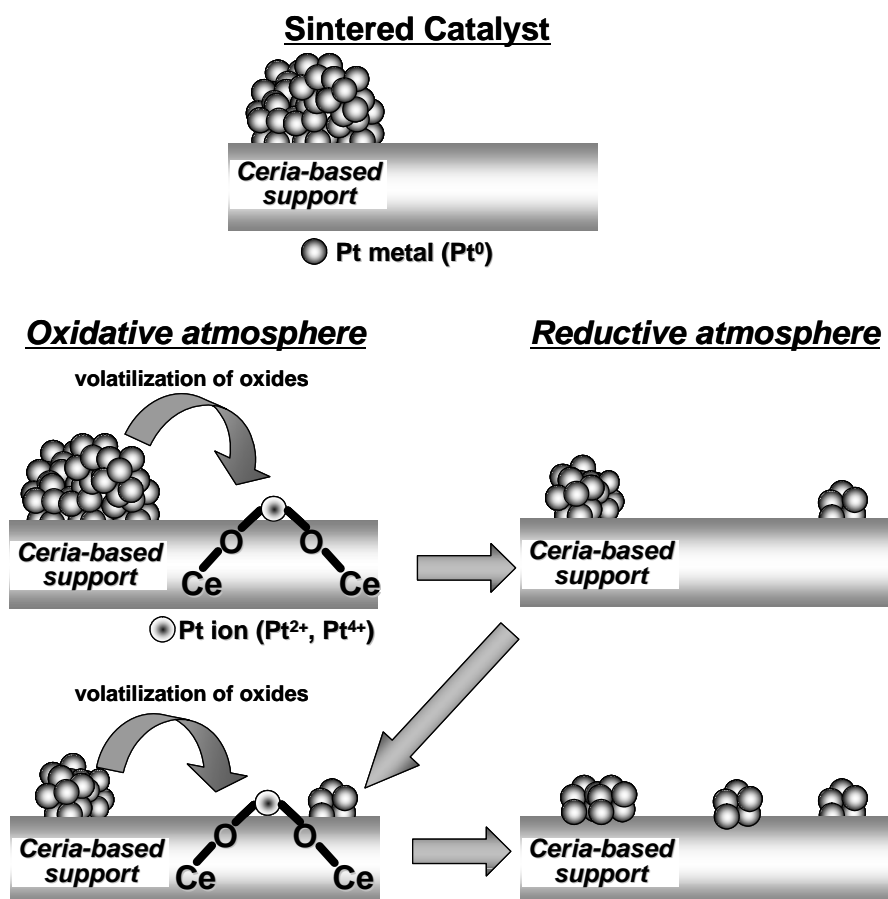 Sintered Catalyst
Ceria-based
support
Pt metal (Pt⁰)
Oxidative atmosphere
Reductive atmosphere
volatilization of oxides
O
O
Ceria-based
support
Ce
Ce
Ceria-based
support
Pt ion (Pt²⁺, Pt⁴⁺)
volatilization of oxides
O
O
Ceria-based
support
Ce
Ce
Ceria-based
support